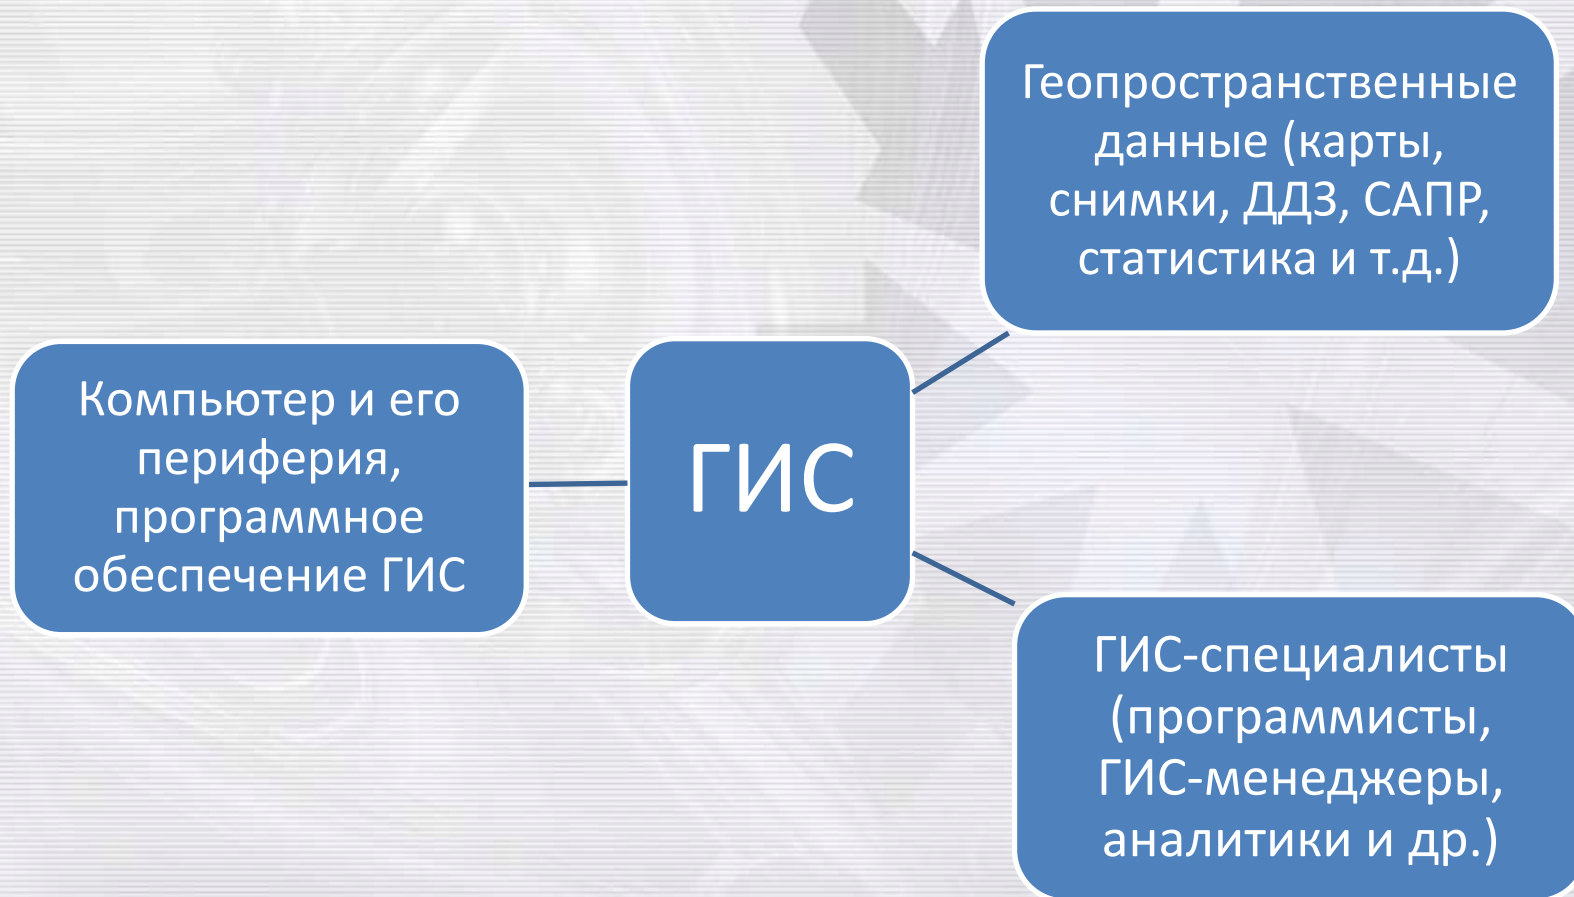 Геопространственные
данные (карты,
снимки, ДДЗ, САПР,
статистика и т.д.)
Компьютер и его
периферия,
программное
обеспечение ГИС
ГИС
ГИС-специалисты
(программисты,
ГИС-менеджеры,
аналитики и др.)